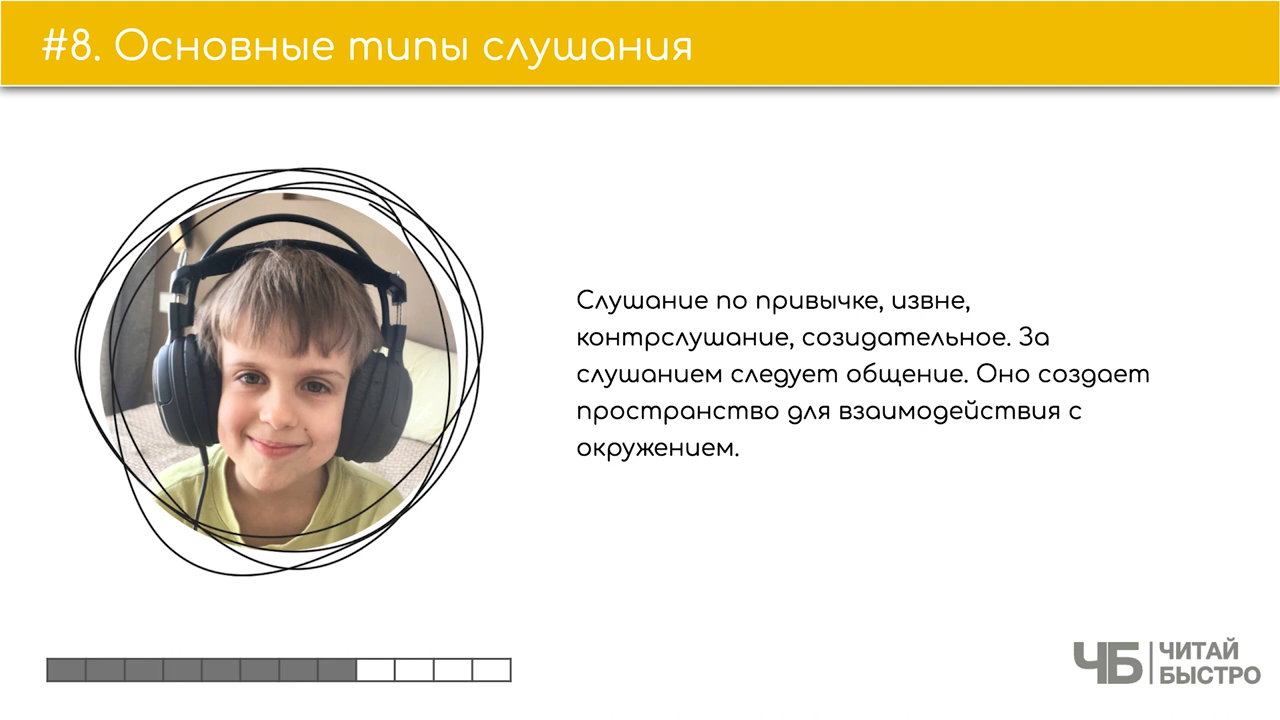 #8. Основные типы слушания
Слушание по привычке, извне,
контрслушание, созидательное. За
слушанием следует общение. Оно создает
пространство для взаимодействия с
окружением.
ЧБ
ЧИТАЙ
БЫСТРО